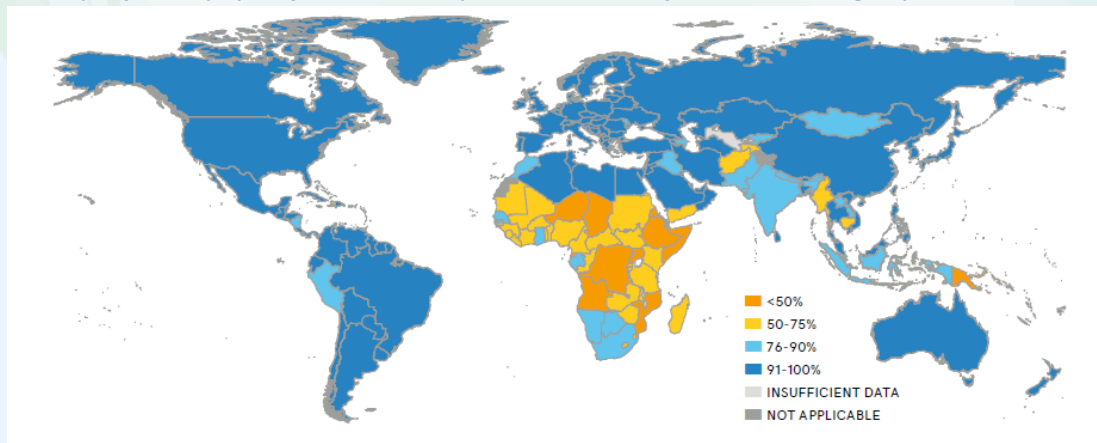 <50%
50-75%
76-90%
91-100%
INSUFFICIENT DATA
NOT APPLICABLE